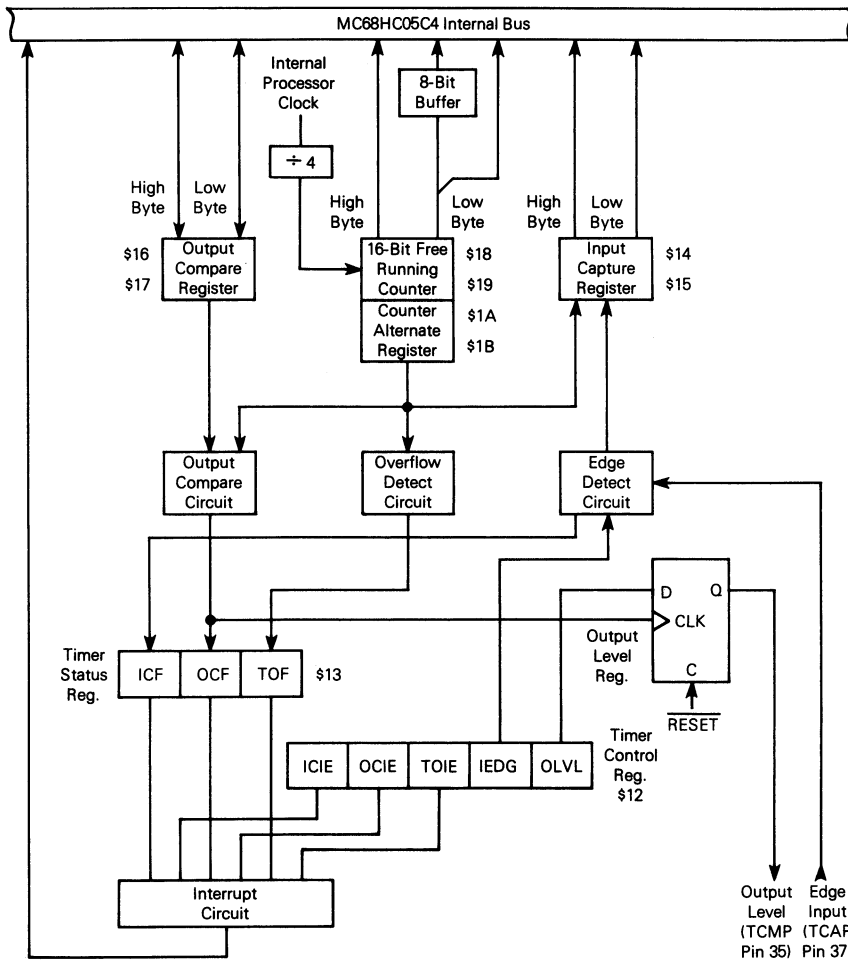 MC68HC05C4 Internal Bus
Internal
Processor
Clock
8-Bit
Buffer
÷ 4
High
Byte
Low
Byte
High
Byte
Low
Byte
High
Byte
Low
Byte
$16
$17
Output
Compare
Register
16-Bit Free
Running
Counter
$18
$19
Counter
Alternate
Register
$1A
$1B
Input
Capture
Register
$14
$15
Output
Compare
Circuit
Overflow
Detect
Circuit
Edge
Detect
Circuit
D Q
CLK
C
Output
Level
Reg.
RESET
Timer
Status
Reg.
ICF OCF TOF $13
ICIE OCIE TOIE IEDG OLVL
Timer
Control
Reg.
$12
Interrupt
Circuit
Output
Level
(TCMP
Pin 35)
Edge
Input
(TCAP
Pin 37